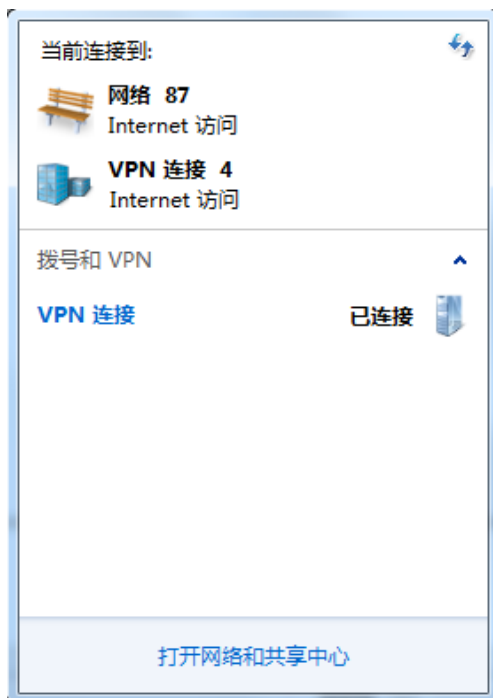 当前连接到:
网络 87
Internet 访问
VPN 连接 4
Internet 访问
拨号和 VPN
VPN 连接 已连接
打开网络和共享中心